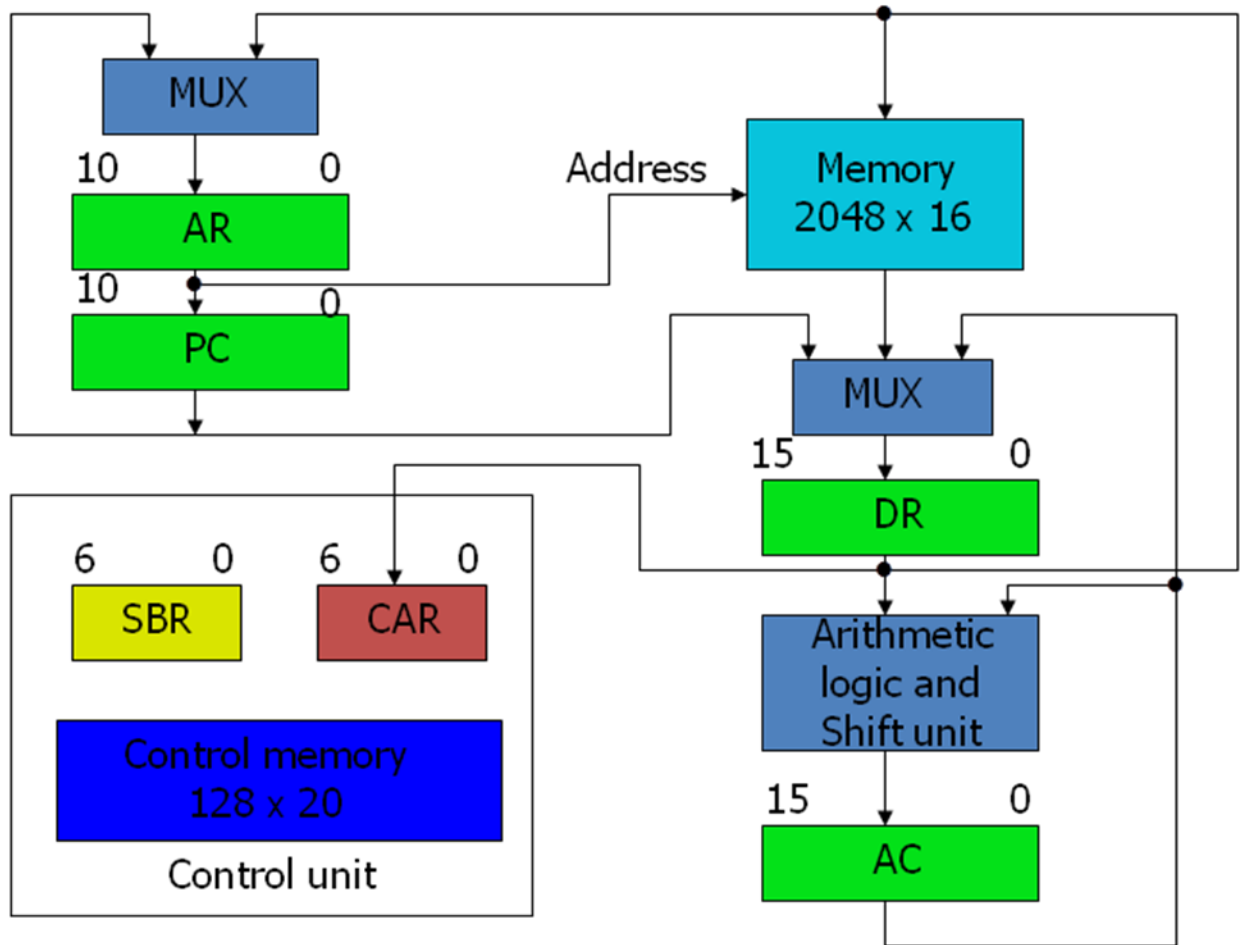 MUX
10 0
Address
Memory
2048 x 16
AR
10 0
PC
MUX
15 0
DR
6 0 6 0
SBR CAR
Arithmetic
logic and
Shift unit
Control memory
128 x 20
15 0
AC
Control unit